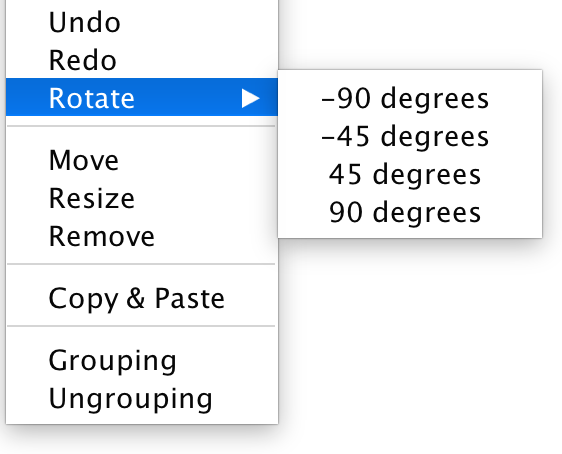 Undo
Redo
Rotate
–90 degrees
–45 degrees
45 degrees
90 degrees
Move
Resize
Remove
Copy & Paste
Grouping
Ungrouping